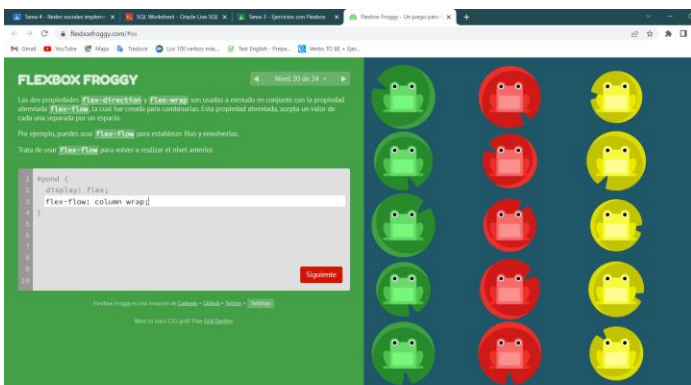 Tarea 4 - Redes sociales implem
SQL Worksheet - Oracle Live SQL
Tarea 3 - Ejercicios con Flexbox
Flexbox Froggy - Un juego para
flexboxfroggy.com/#es
Gmail
YouTube
Maps
Traducir
Los 100 verbos más...
Test English - Prepa...
Verbo TO BE + Ejer...
FLEXBOX FROGGY
Nivel 20 de 24
Las dos propiedades flex-direction y flex-wrap son usadas a menudo en conjunto con la propiedad
abreviada flex-flow, la cual fue creada para combinarlas. Esta propiedad abreviada, acepta un valor de
cada una separada por un espacio.
Por ejemplo, puedes usar flex-flow para establecer filas y envolverlas.
Trata de usar flex-flow para volver a realizar el nivel anterior.
1 #pond {
2 display: flex;
3 flex-flow: column wrap;
4 }
5
6
7
8
9
10
Siguiente
Flexbox Froggy es una creación de Codepip • GitHub • Twitter • Settings
Want to learn CSS grid? Play Grid Garden.